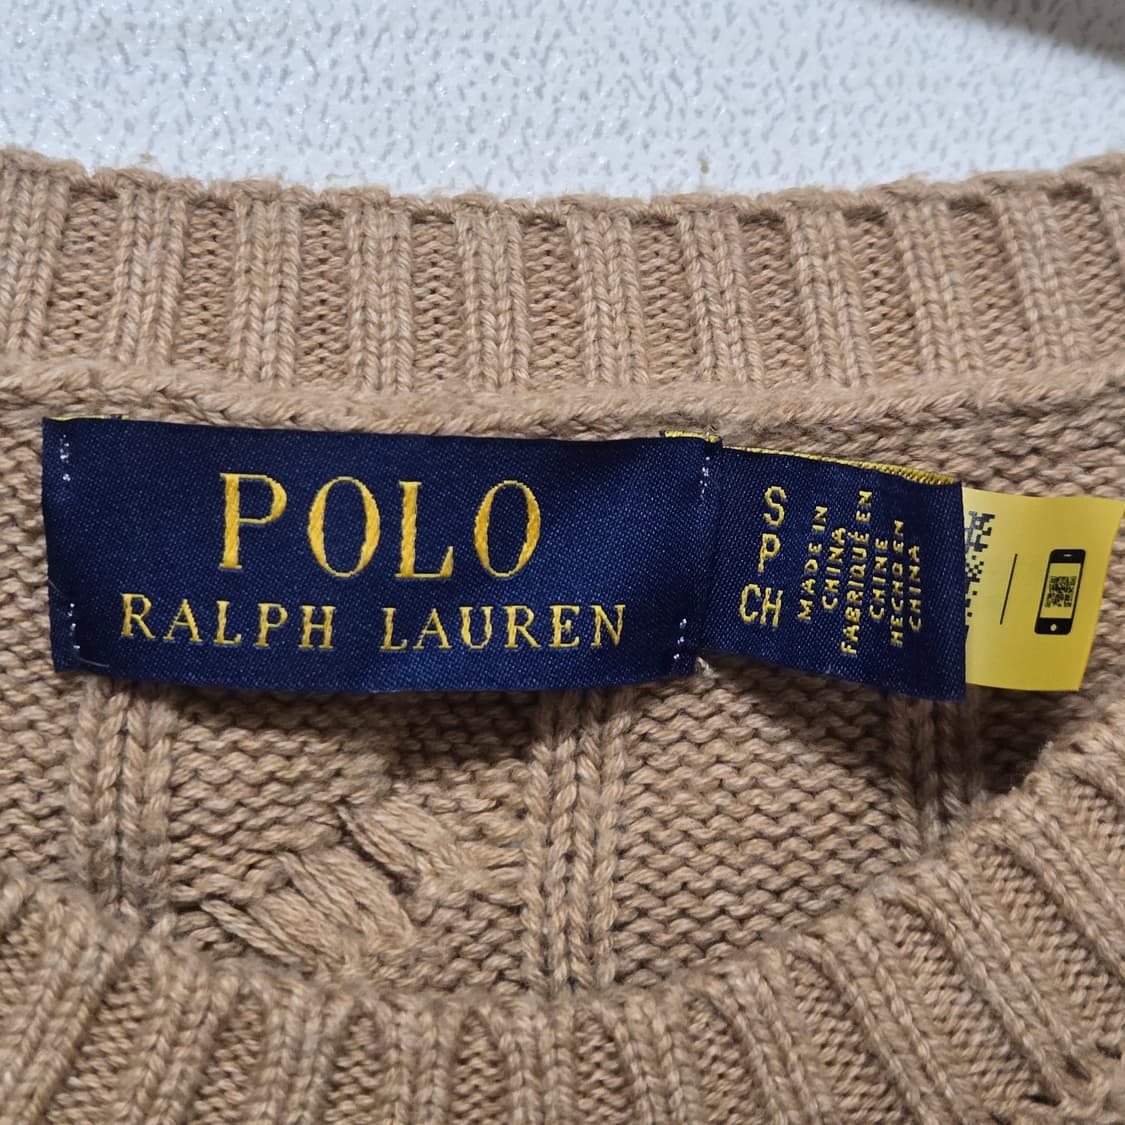 POLO
RALPH LAUREN
S
P
CH
MADE IN
CHINA
FABRIQUÉ EN
CHINE
HECHO EN
CHINA